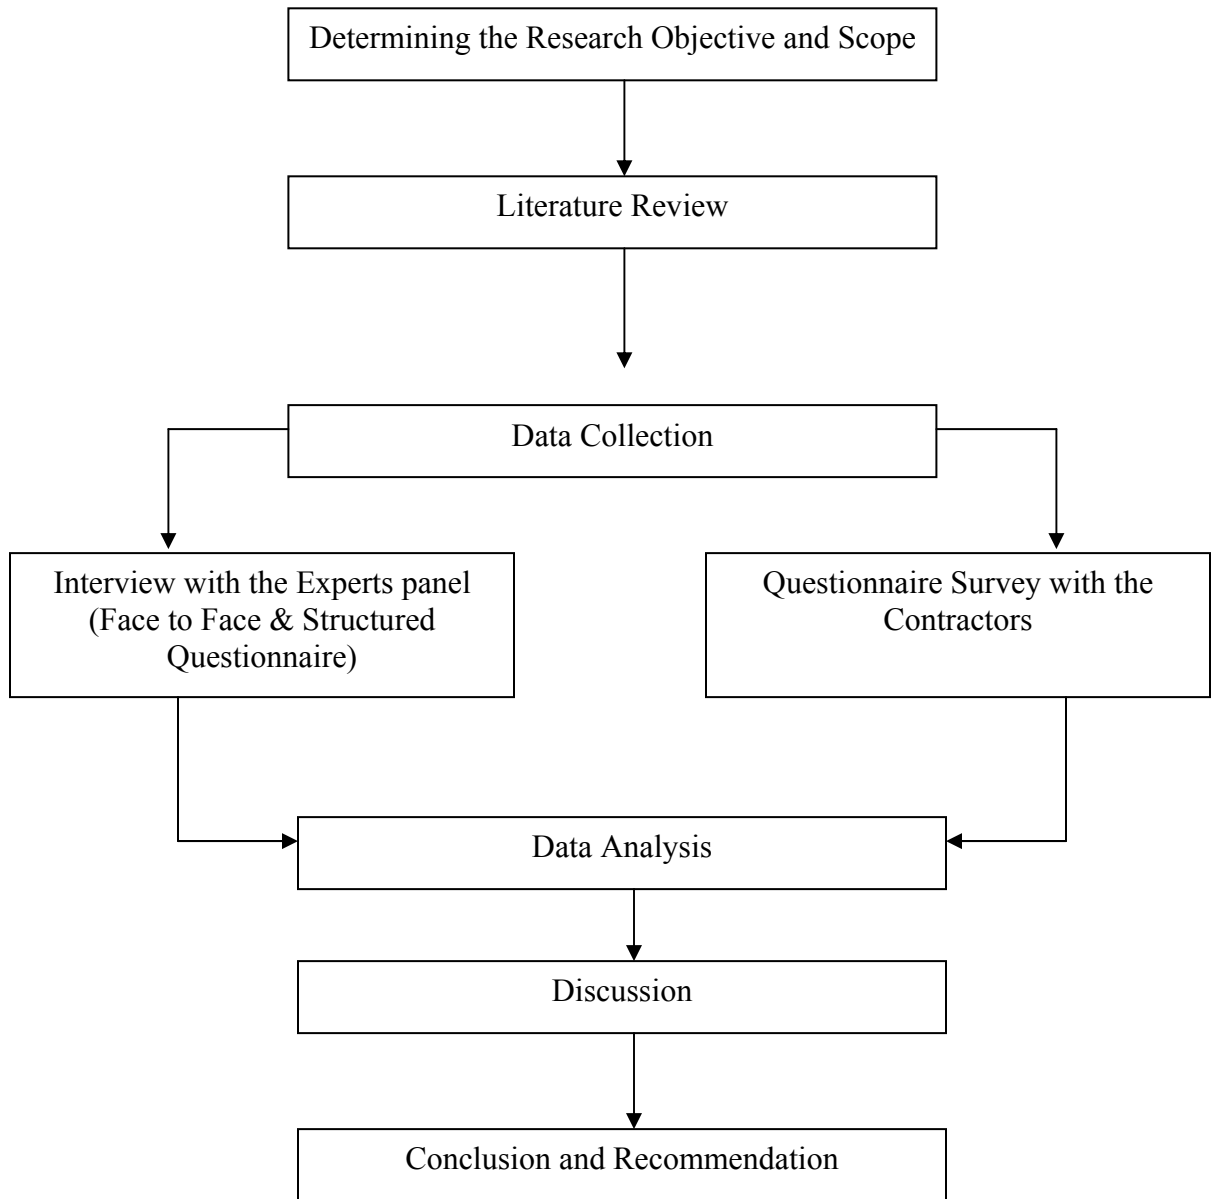 Determining the Research Objective and Scope
Literature Review
Data Collection
Interview with the Experts panel
(Face to Face & Structured
Questionnaire)
Questionnaire Survey with the
Contractors
Data Analysis
Discussion
Conclusion and Recommendation